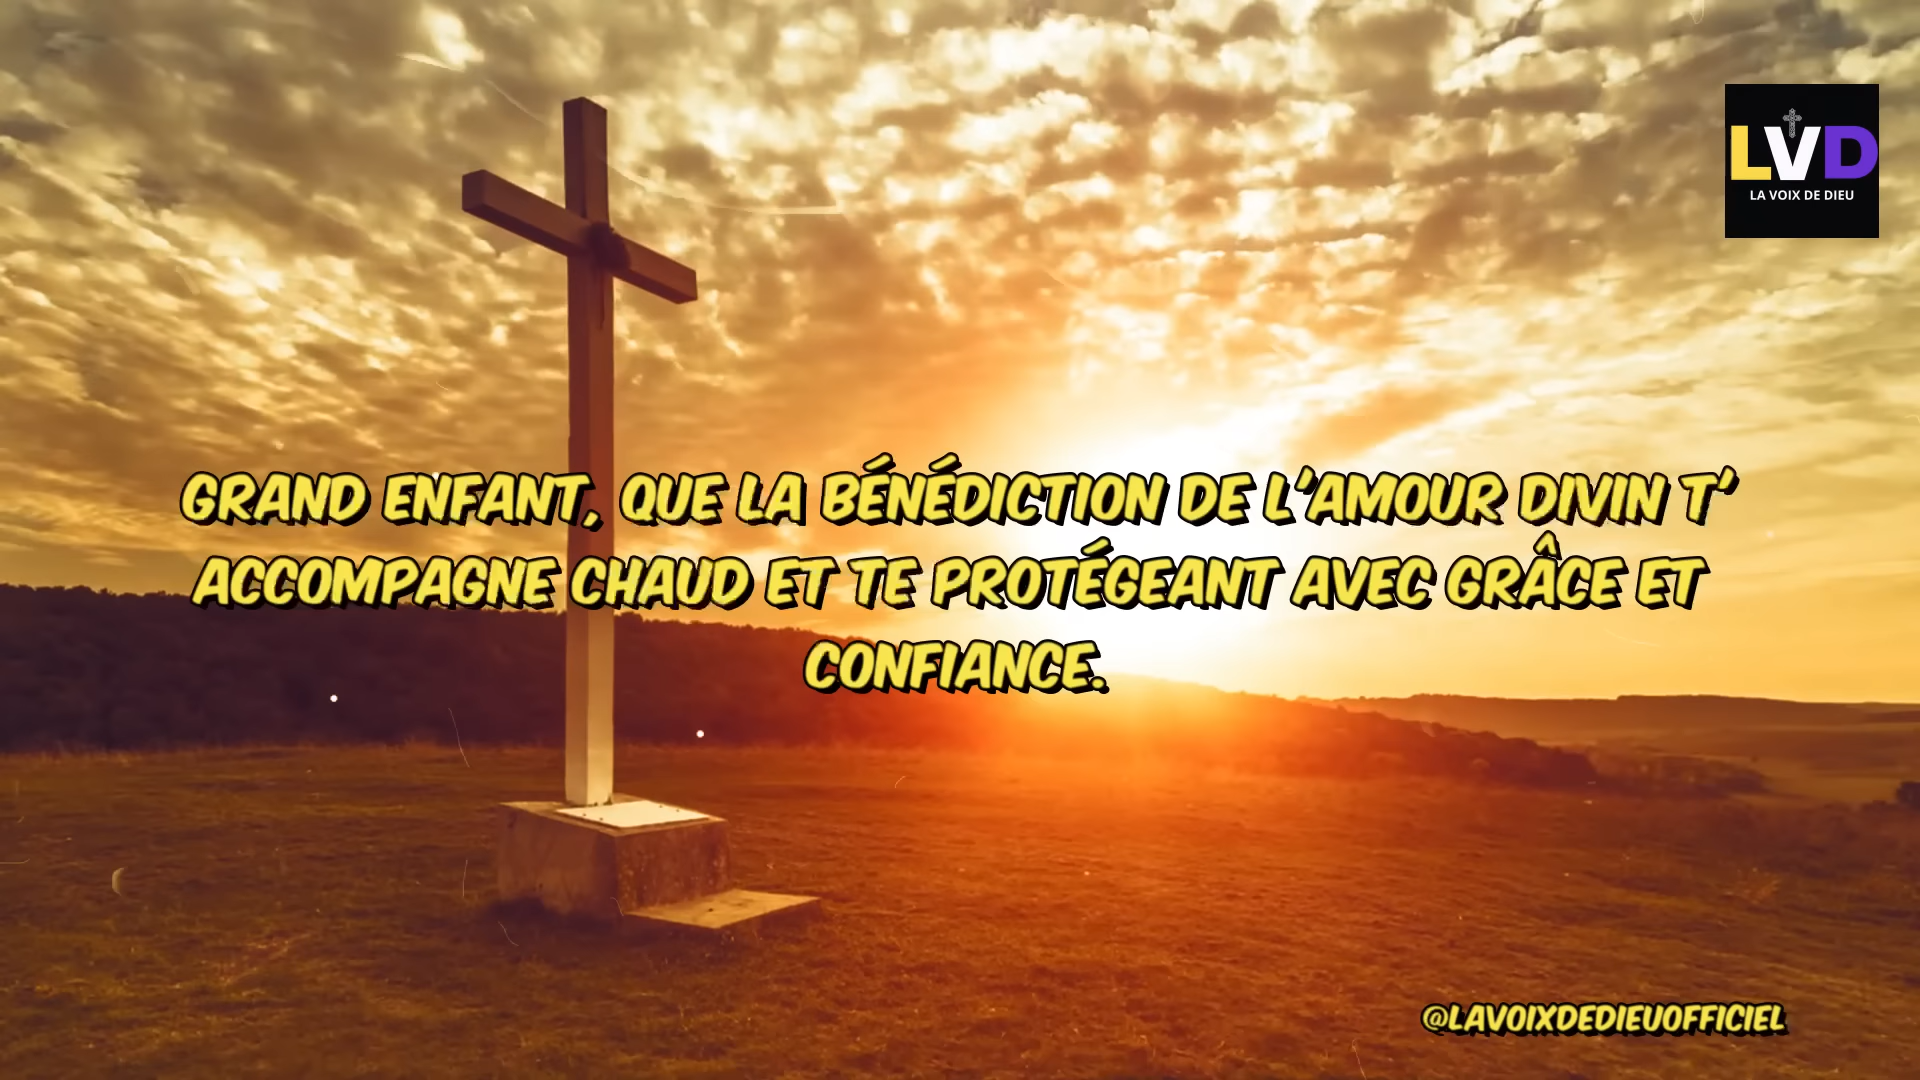 LVD
LA VOIX DE DIEU
GRAND ENFANT, QUE LA BÉNÉDICTION DE L'AMOUR DIVIN T'
ACCOMPAGNE CHAUD ET TE PROTÉGEANT AVEC GRÂCE ET
CONFIANCE.
@LAVOIXDEDIEUOFFICIEL